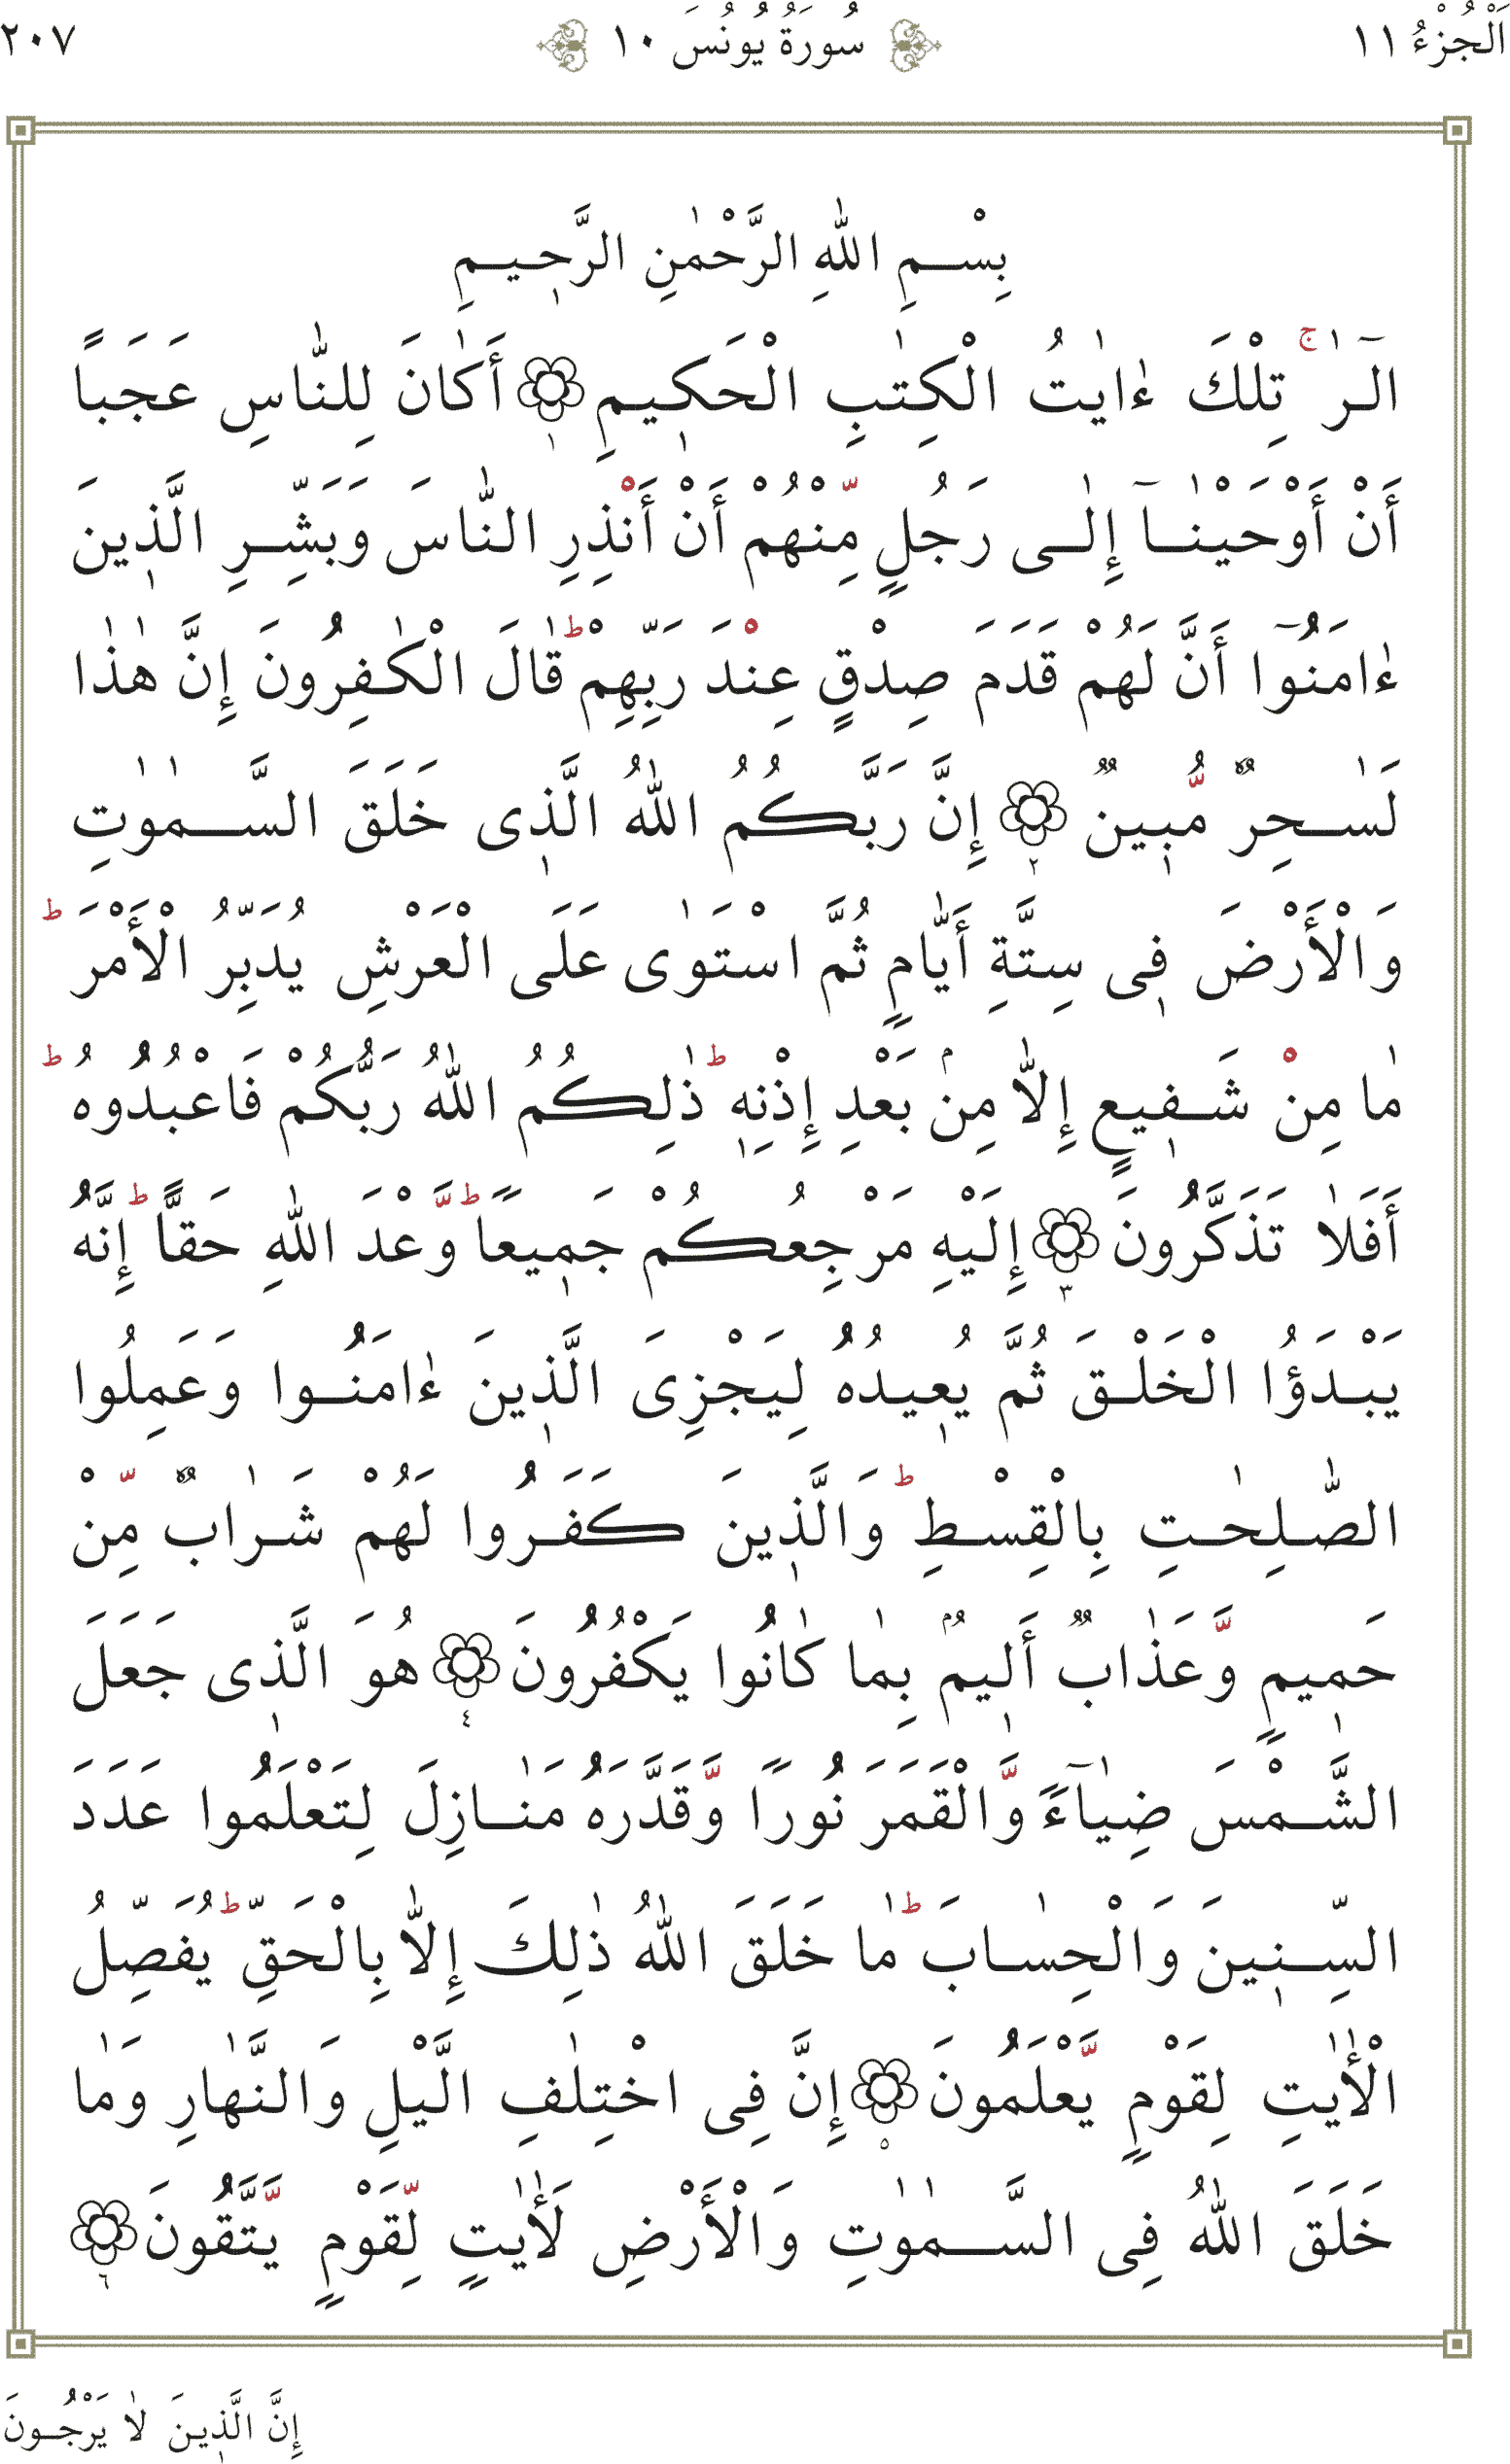 اَلْجُزْءُ ١١
سُورَةُ يُونُسَ ١٠
٢٠٧
بِسْمِ اللّٰهِ الرَّحْمٰنِ الرَّحٖيمِ
الٓرٰ ۚ تِلْكَ ءٰايٰتُ الْكِتٰبِ الْحَكٖيمِ ١ أَكٰانَ لِلنّٰاسِ عَجَبًا
أَنْ أَوْحَيْنٰآ إِلٰى رَجُلٍ مِّنْهُمْ أَنْ أَنْذِرِ النّٰاسَ وَبَشِّرِ الَّذٖينَ
ءٰامَنُوٓا أَنَّ لَهُمْ قَدَمَ صِدْقٍ عِنْدَ رَبِّهِمْ ؕ قٰالَ الْكٰفِرُونَ إِنَّ هٰذٰا
لَسٰحِرٌ مُّبٖينٌ ٢ إِنَّ رَبَّكُمُ اللّٰهُ الَّذٖى خَلَقَ السَّمٰوٰتِ
وَالْأَرْضَ فٖى سِتَّةِ أَيّٰامٍ ثُمَّ اسْتَوٰى عَلَى الْعَرْشِ يُدَبِّرُ الْأَمْرَ ؕ
مٰا مِنْ شَفٖيعٍ إِلّٰا مِنۢ بَعْدِ إِذْنِهٖ ؕ ذٰلِكُمُ اللّٰهُ رَبُّكُمْ فَاعْبُدُوهُ ؕ
أَفَلٰا تَذَكَّرُونَ ٣ إِلَيْهِ مَرْجِعُكُمْ جَمٖيعًا ؕ وَّعْدَ اللّٰهِ حَقًّا ؕ إِنَّهُ
يَبْدَؤُا الْخَلْقَ ثُمَّ يُعٖيدُهُ لِيَجْزِىَ الَّذٖينَ ءٰامَنُوا وَعَمِلُوا
الصّٰلِحٰتِ بِالْقِسْطِ ؕ وَالَّذٖينَ كَفَرُوا لَهُمْ شَرٰابٌ مِّنْ
حَمٖيمٍ وَّعَذٰابٌ أَلٖيمٌۢ بِمٰا كٰانُوا يَكْفُرُونَ ٤ هُوَ الَّذٖى جَعَلَ
الشَّمْسَ ضِيٰآءً وَّالْقَمَرَ نُورًا وَّقَدَّرَهُ مَنٰازِلَ لِتَعْلَمُوا عَدَدَ
السِّنٖينَ وَالْحِسٰابَ ؕ مٰا خَلَقَ اللّٰهُ ذٰلِكَ إِلّٰا بِالْحَقِّ ؕ يُفَصِّلُ
الْأٰيٰتِ لِقَوْمٍ يَّعْلَمُونَ ٥ إِنَّ فِى اخْتِلٰفِ الَّيْلِ وَالنَّهٰارِ وَمٰا
خَلَقَ اللّٰهُ فِى السَّمٰوٰتِ وَالْأَرْضِ لَأٰيٰتٍ لِّقَوْمٍ يَّتَّقُونَ ٦
إِنَّ الَّذٖينَ لٰا يَرْجُونَ